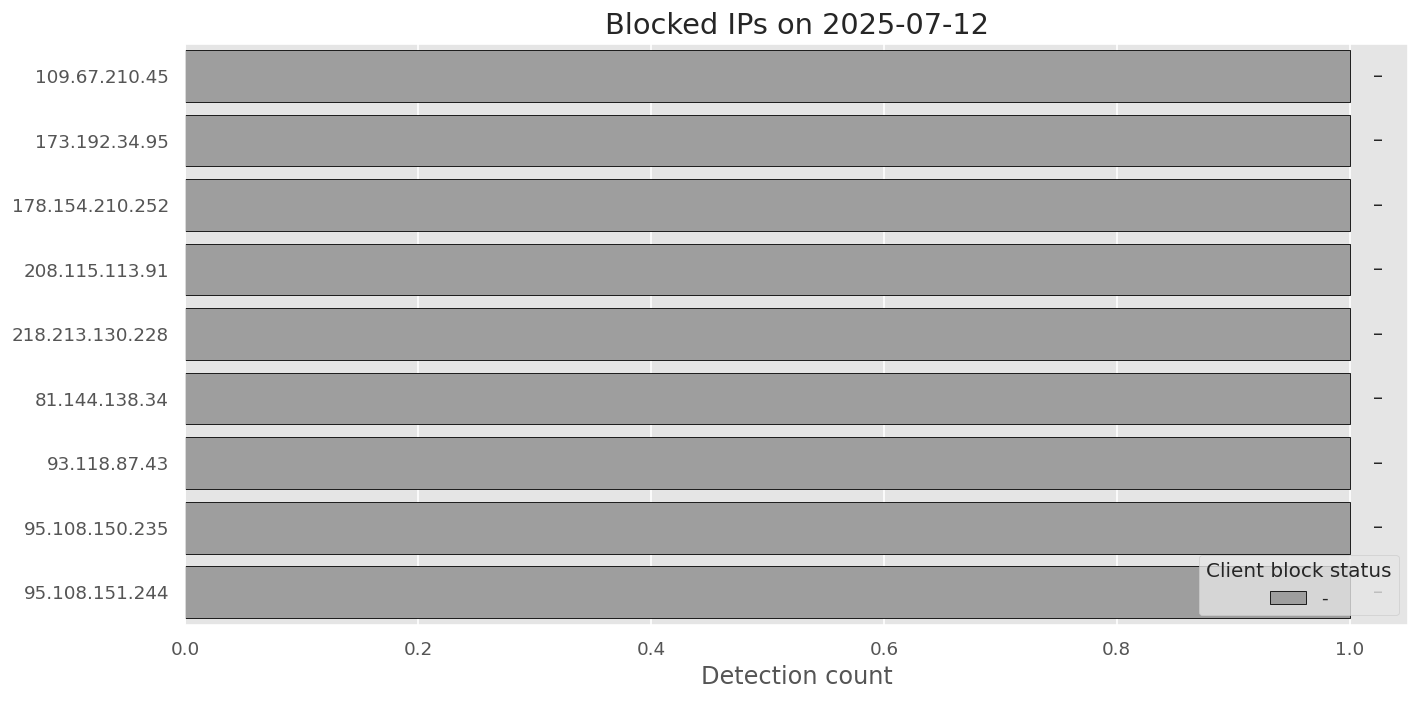 Blocked IPs on 2025-07-12
109.67.210.45 –
173.192.34.95 –
178.154.210.252 –
208.115.113.91 –
218.213.130.228 –
81.144.138.34 –
93.118.87.43 –
95.108.150.235 –
95.108.151.244 –
Client block status
-
0.0 0.2 0.4 0.6 0.8 1.0
Detection count